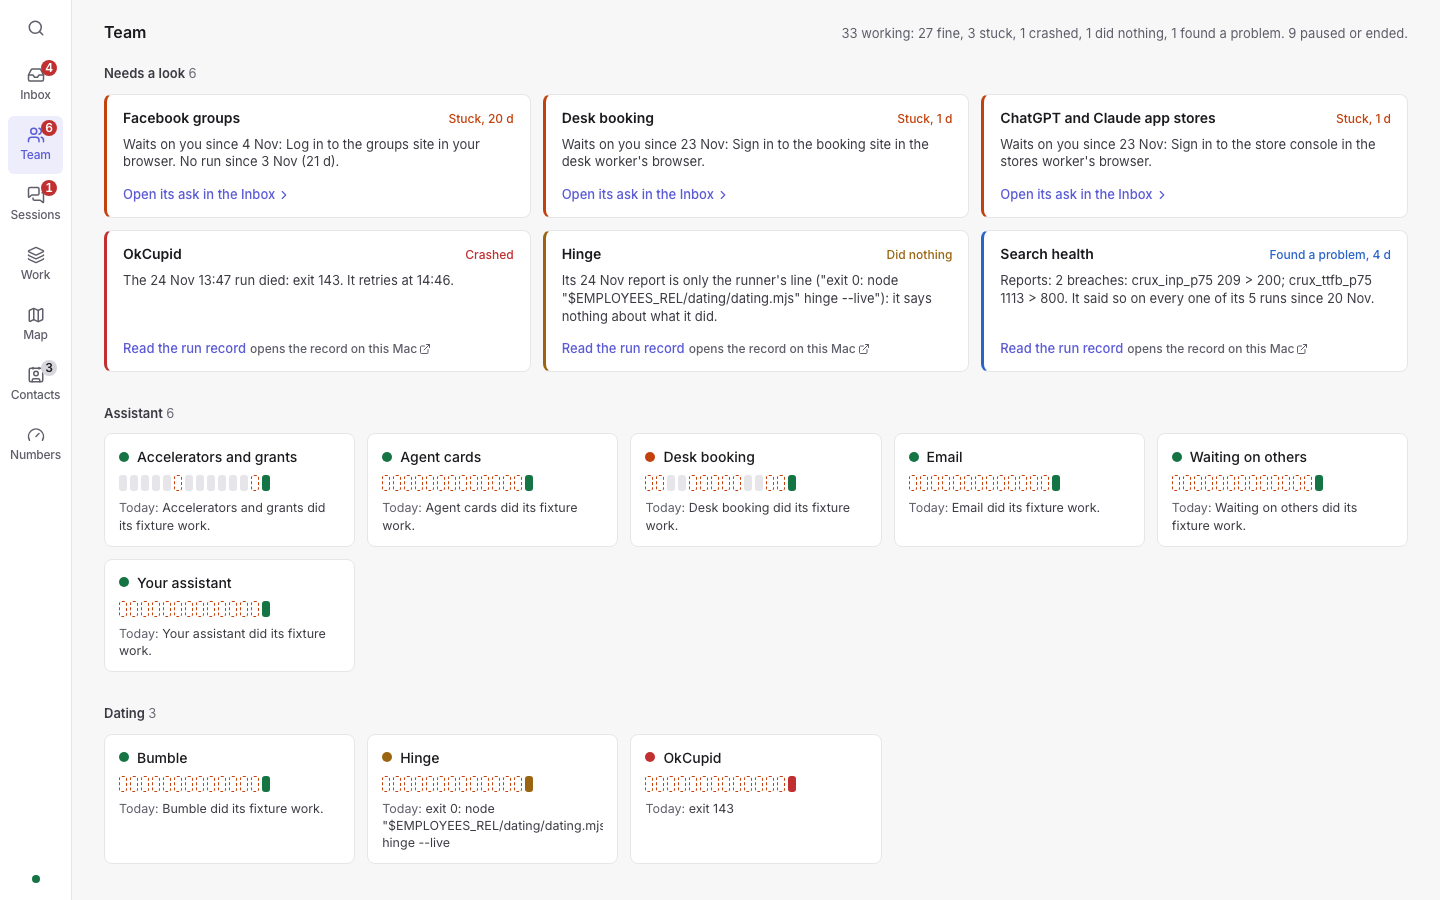 4
Inbox
6
Team
1
Sessions
Work
Map
3
Contacts
Numbers
Team
33 working: 27 fine, 3 stuck, 1 crashed, 1 did nothing, 1 found a problem. 9 paused or ended.
Needs a look 6
Facebook groups
Stuck, 20 d
Waits on you since 4 Nov: Log in to the groups site in your
browser. No run since 3 Nov (21 d).
Open its ask in the Inbox
Desk booking
Stuck, 1 d
Waits on you since 23 Nov: Sign in to the booking site in the
desk worker's browser.
Open its ask in the Inbox
ChatGPT and Claude app stores
Stuck, 1 d
Waits on you since 23 Nov: Sign in to the store console in the
stores worker's browser.
Open its ask in the Inbox
OkCupid
Crashed
The 24 Nov 13:47 run died: exit 143. It retries at 14:46.
Read the run record opens the record on this Mac
Hinge
Did nothing
Its 24 Nov report is only the runner's line ("exit 0: node
"$EMPLOYEES_REL/dating/dating.mjs" hinge --live"): it says
nothing about what it did.
Read the run record opens the record on this Mac
Search health
Found a problem, 4 d
Reports: 2 breaches: crux_inp_p75 209 > 200; crux_ttfb_p75
1113 > 800. It said so on every one of its 5 runs since 20 Nov.
Read the run record opens the record on this Mac
Assistant 6
Accelerators and grants
Today: Accelerators and grants did
its fixture work.
Agent cards
Today: Agent cards did its fixture
work.
Desk booking
Today: Desk booking did its fixture
work.
Email
Today: Email did its fixture work.
Waiting on others
Today: Waiting on others did its
fixture work.
Your assistant
Today: Your assistant did its fixture
work.
Dating 3
Bumble
Today: Bumble did its fixture work.
Hinge
Today: exit 0: node
"$EMPLOYEES_REL/dating/dating.mjs
hinge --live
OkCupid
Today: exit 143